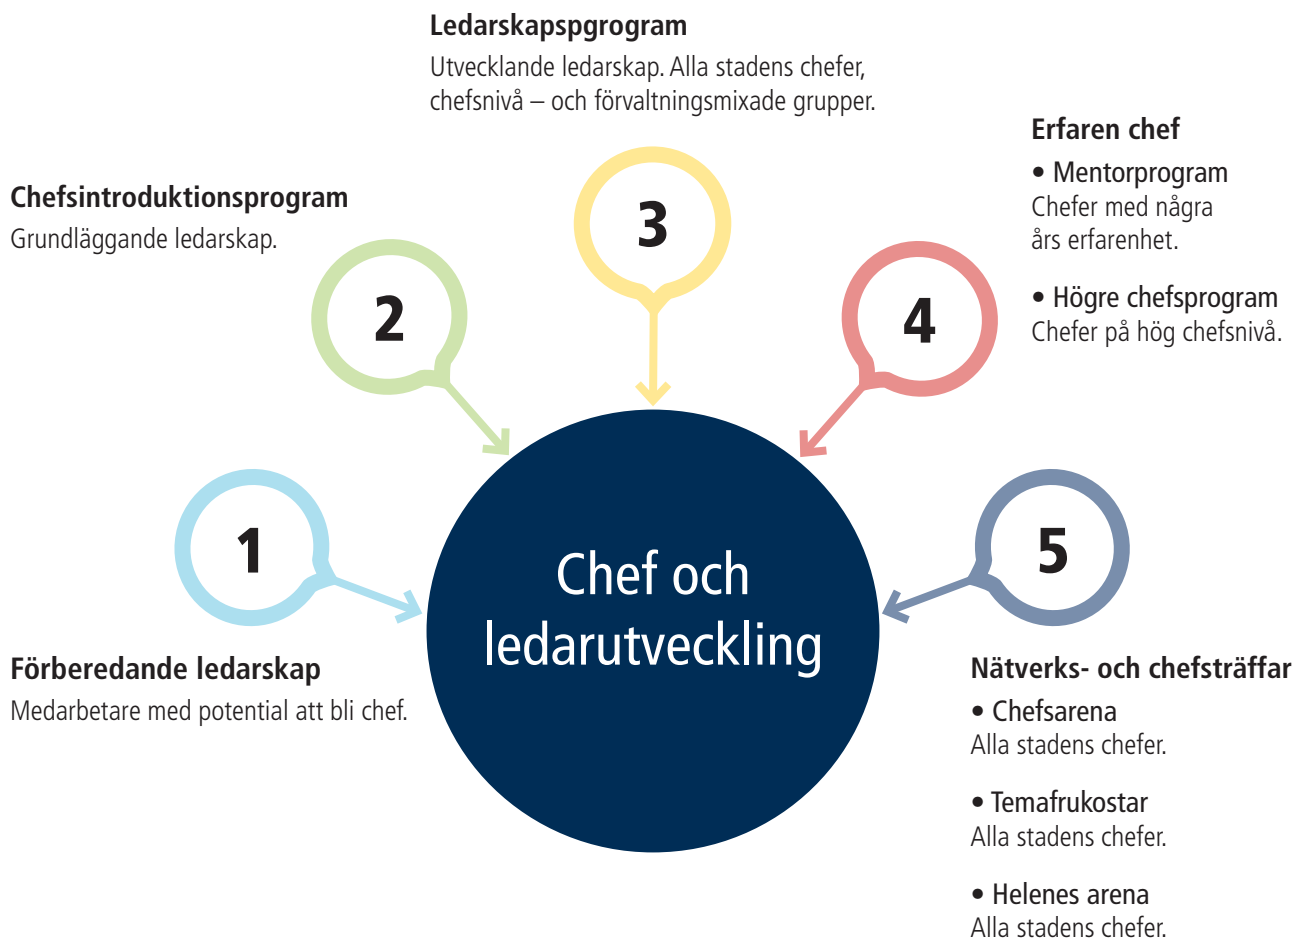 Ledarskapspgrogram
Utvecklande ledarskap. Alla stadens chefer,
chefsnivå – och förvaltningsmixade grupper.
Erfaren chef
• Mentorprogram
Chefer med några
års erfarenhet.
• Högre chefsprogram
Chefer på hög chefsnivå.
Chefsintroduktionsprogram
Grundläggande ledarskap.
3
2
4
1
5
Chef och
ledarutveckling
Förberedande ledarskap
Medarbetare med potential att bli chef.
Nätverks- och chefsträffar
• Chefsarena
Alla stadens chefer.
• Temafrukostar
Alla stadens chefer.
• Helenes arena
Alla stadens chefer.